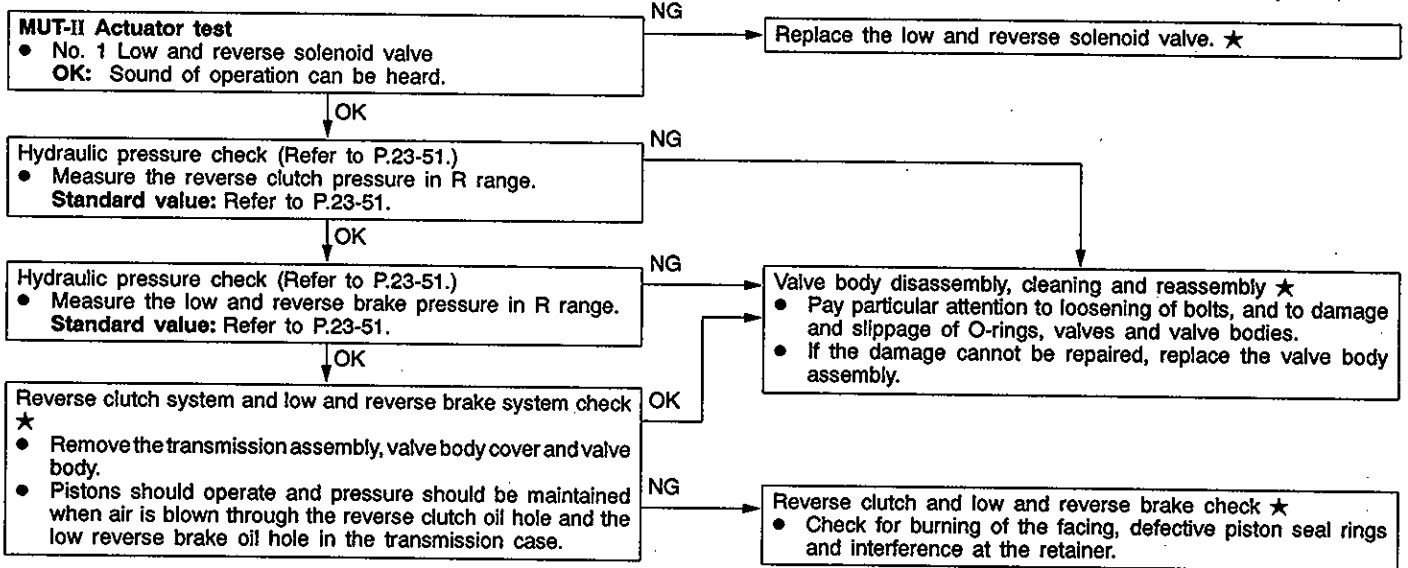 MUT-II Actuator test
● No. 1 Low and reverse solenoid valve
OK: Sound of operation can be heard.
NG
Replace the low and reverse solenoid valve. ★
OK
Hydraulic pressure check (Refer to P.23-51.)
● Measure the reverse clutch pressure in R range.
Standard value: Refer to P.23-51.
NG
OK
Hydraulic pressure check (Refer to P.23-51.)
● Measure the low and reverse brake pressure in R range.
Standard value: Refer to P.23-51.
NG
Valve body disassembly, cleaning and reassembly ★
● Pay particular attention to loosening of bolts, and to damage
and slippage of O-rings, valves and valve bodies.
● If the damage cannot be repaired, replace the valve body
assembly.
OK
Reverse clutch system and low and reverse brake system check
★
● Remove the transmission assembly, valve body cover and valve
body.
● Pistons should operate and pressure should be maintained
when air is blown through the reverse clutch oil hole and the
low reverse brake oil hole in the transmission case.
OK
NG
Reverse clutch and low and reverse brake check ★
● Check for burning of the facing, defective piston seal rings
and interference at the retainer.